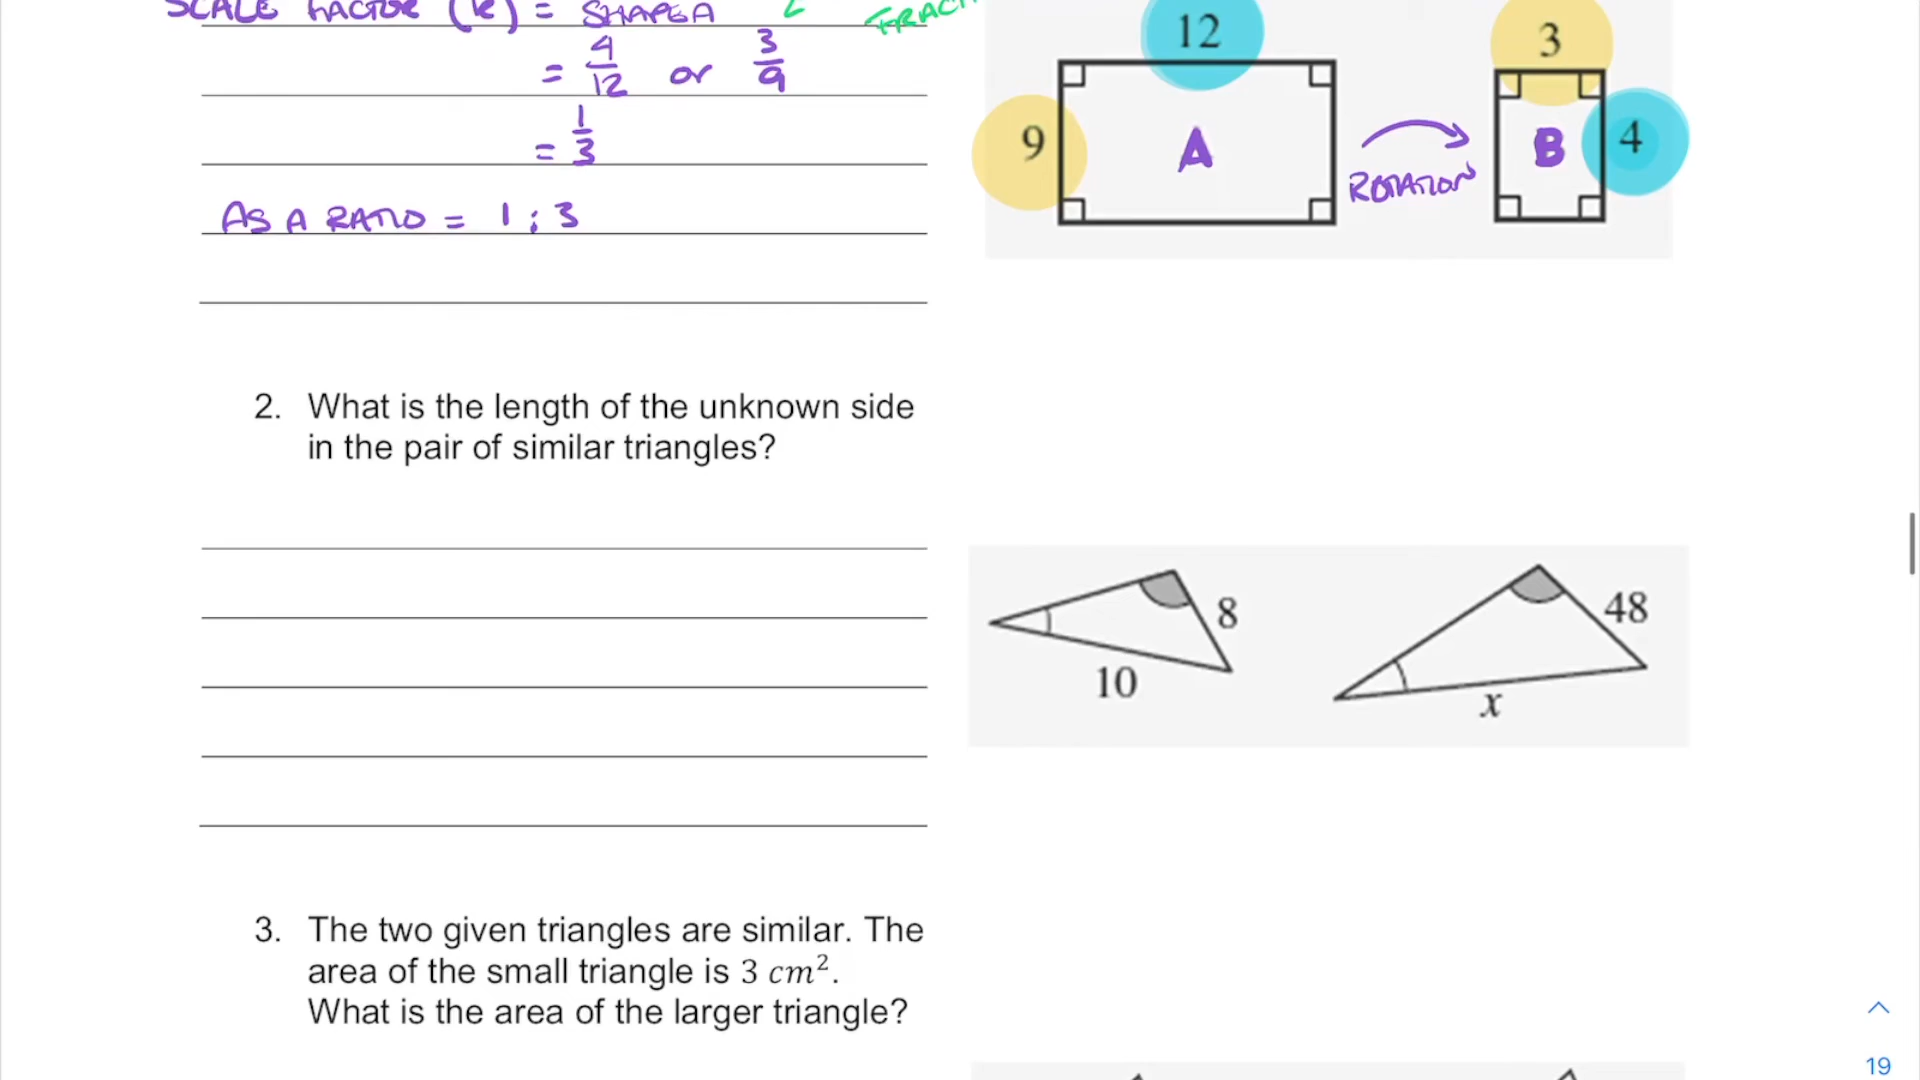 SCALE FACTOR (k) = SHAPE A
= 4/12 or 3/9
= 1/3
AS A RATIO = 1 : 3
12
9
A
ROTATION
3
B
4
2. What is the length of the unknown side
in the pair of similar triangles?
8
10
48
x
3. The two given triangles are similar. The
area of the small triangle is 3 cm².
What is the area of the larger triangle?
19